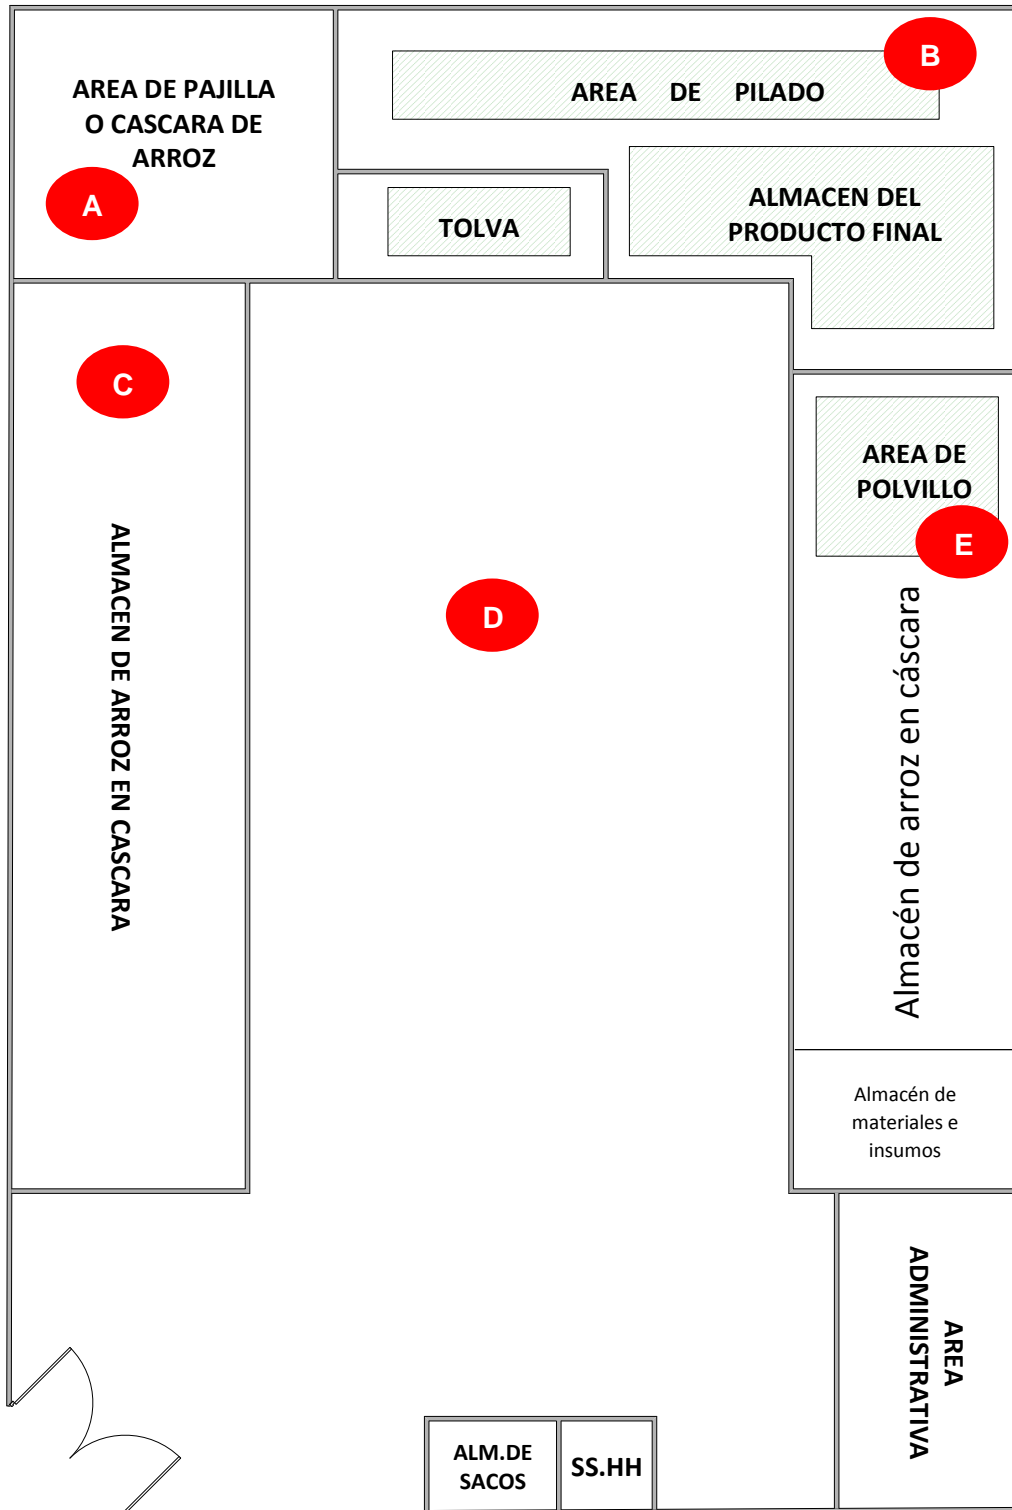 AREA DE PAJILLA
O CASCARA DE
ARROZ
A
B
AREA DE PILADO
TOLVA
ALMACEN DEL
PRODUCTO FINAL
C
ALMACEN DE ARROZ EN CASCARA
D
AREA DE
POLVILLO
E
Almacén de arroz en cáscara
Almacén de
materiales e
insumos
AREA
ADMINISTRATIVA
ALM.DE
SACOS
SS.HH